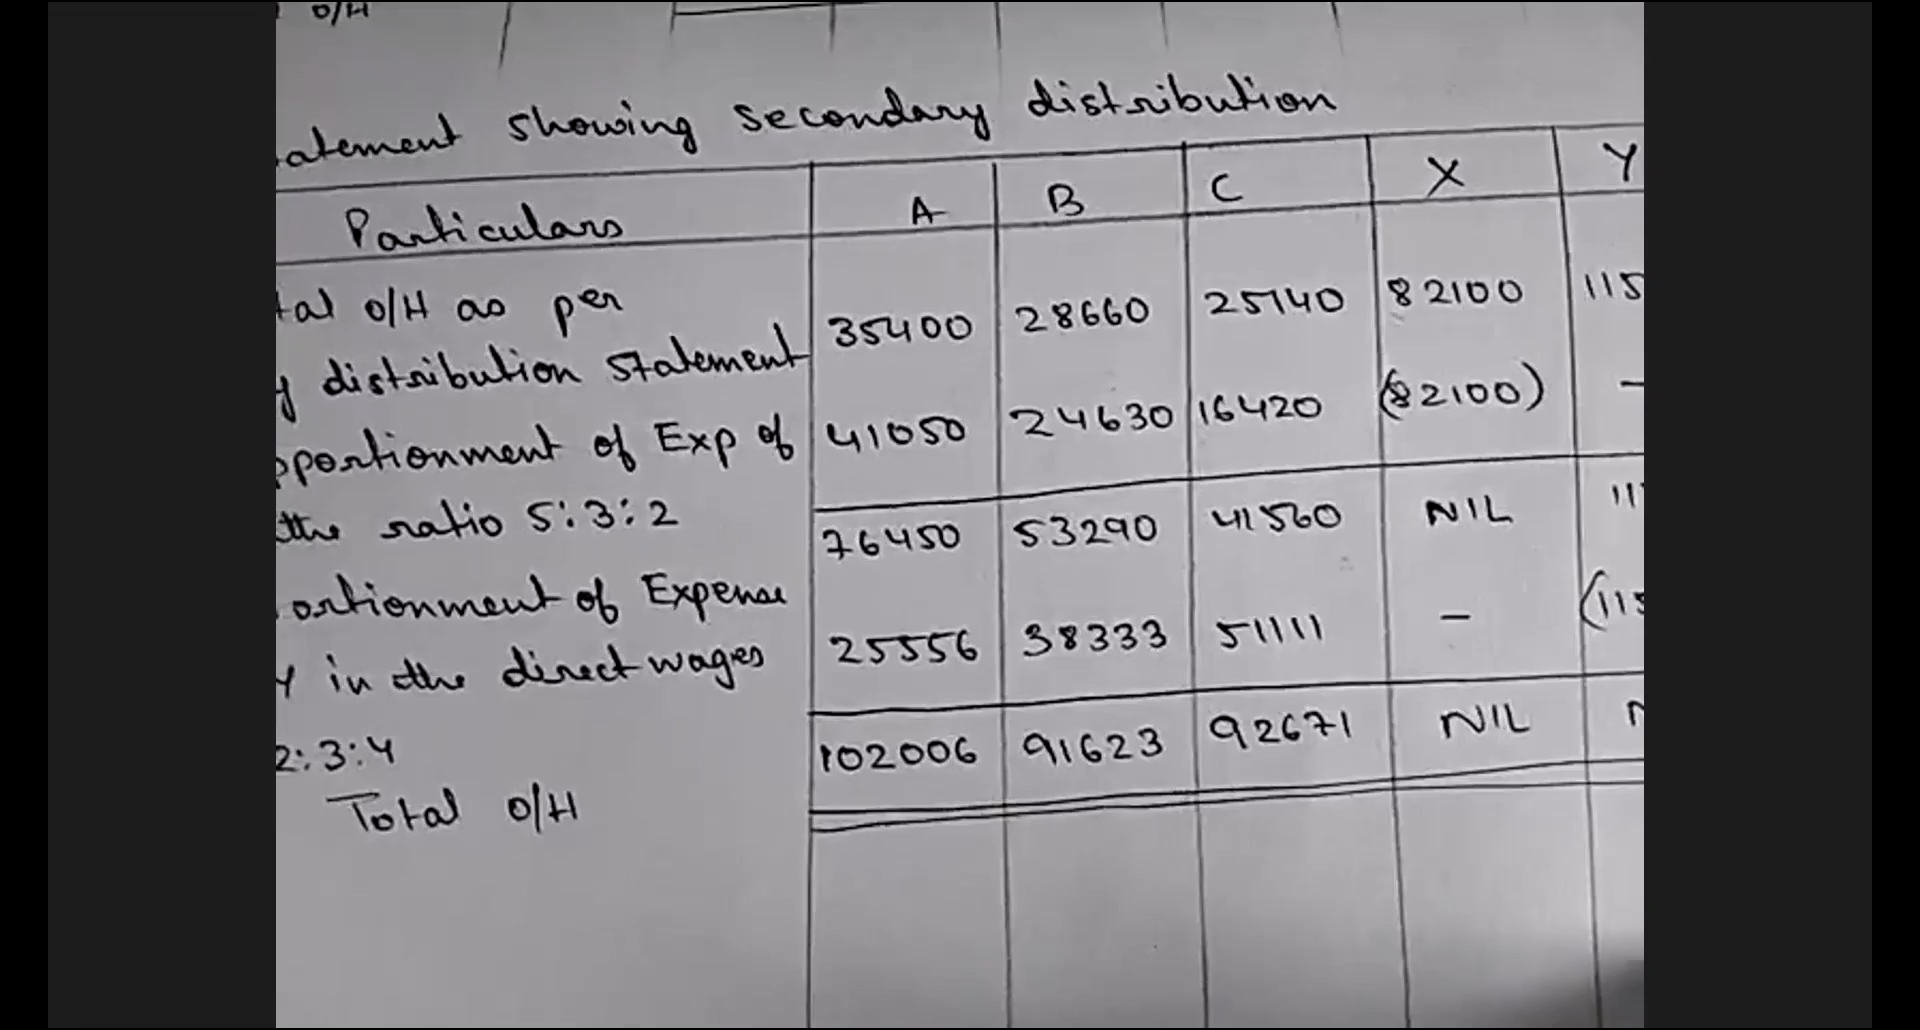 O/H
atement showing secondary distribution
Particulars A B C X Y
tal O/H as per
y distribution statement 35400 28660 25140 82100 115
pportionment of Exp of 41050 24630 16420 (82100) -
the ratio 5:3:2 76450 53290 41560 NIL 11
ortionment of Expense
Y in the direct wages 25556 38333 51111 - (115
2:3:4 102006 91623 92671 NIL N
Total O/H